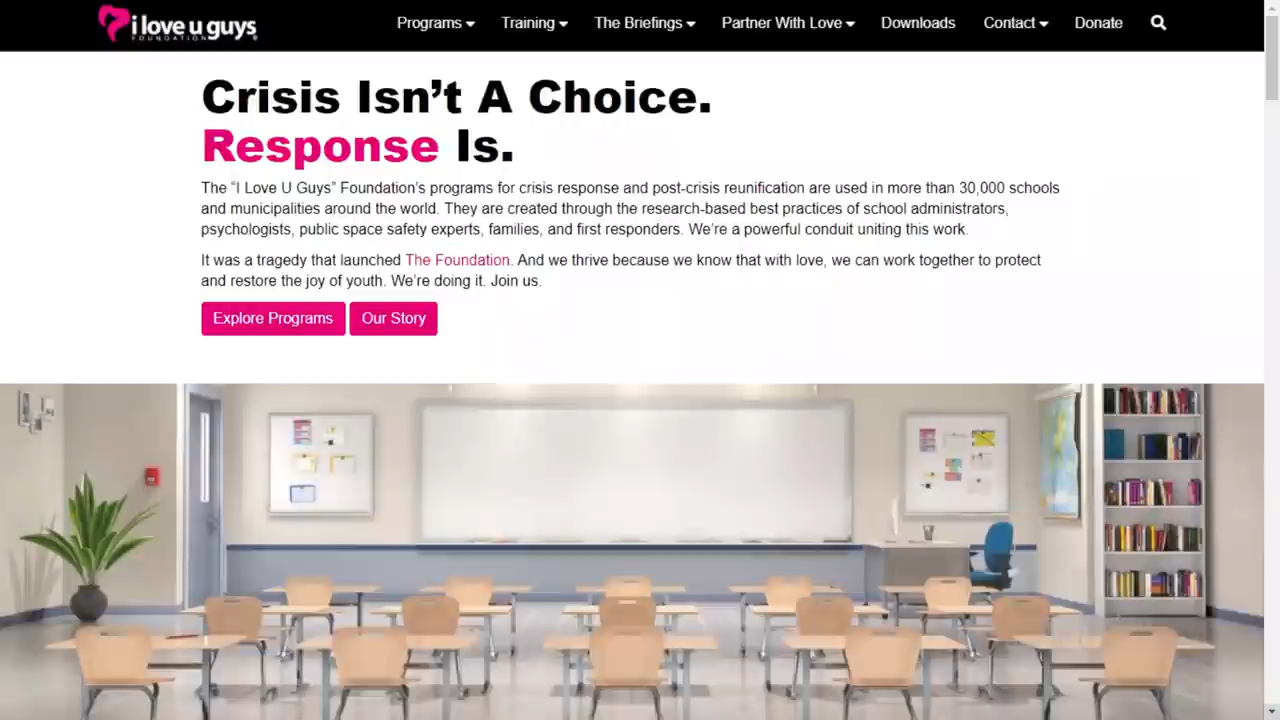 i love u guys
FOUNDATION
Programs
Training
The Briefings
Partner With Love
Downloads
Contact
Donate
Crisis Isn’t A Choice.
Response Is.
The “I Love U Guys” Foundation’s programs for crisis response and post-crisis reunification are used in more than 30,000 schools
and municipalities around the world. They are created through the research-based best practices of school administrators,
psychologists, public space safety experts, families, and first responders. We’re a powerful conduit uniting this work.
It was a tragedy that launched The Foundation. And we thrive because we know that with love, we can work together to protect
and restore the joy of youth. We’re doing it. Join us.
Explore Programs
Our Story